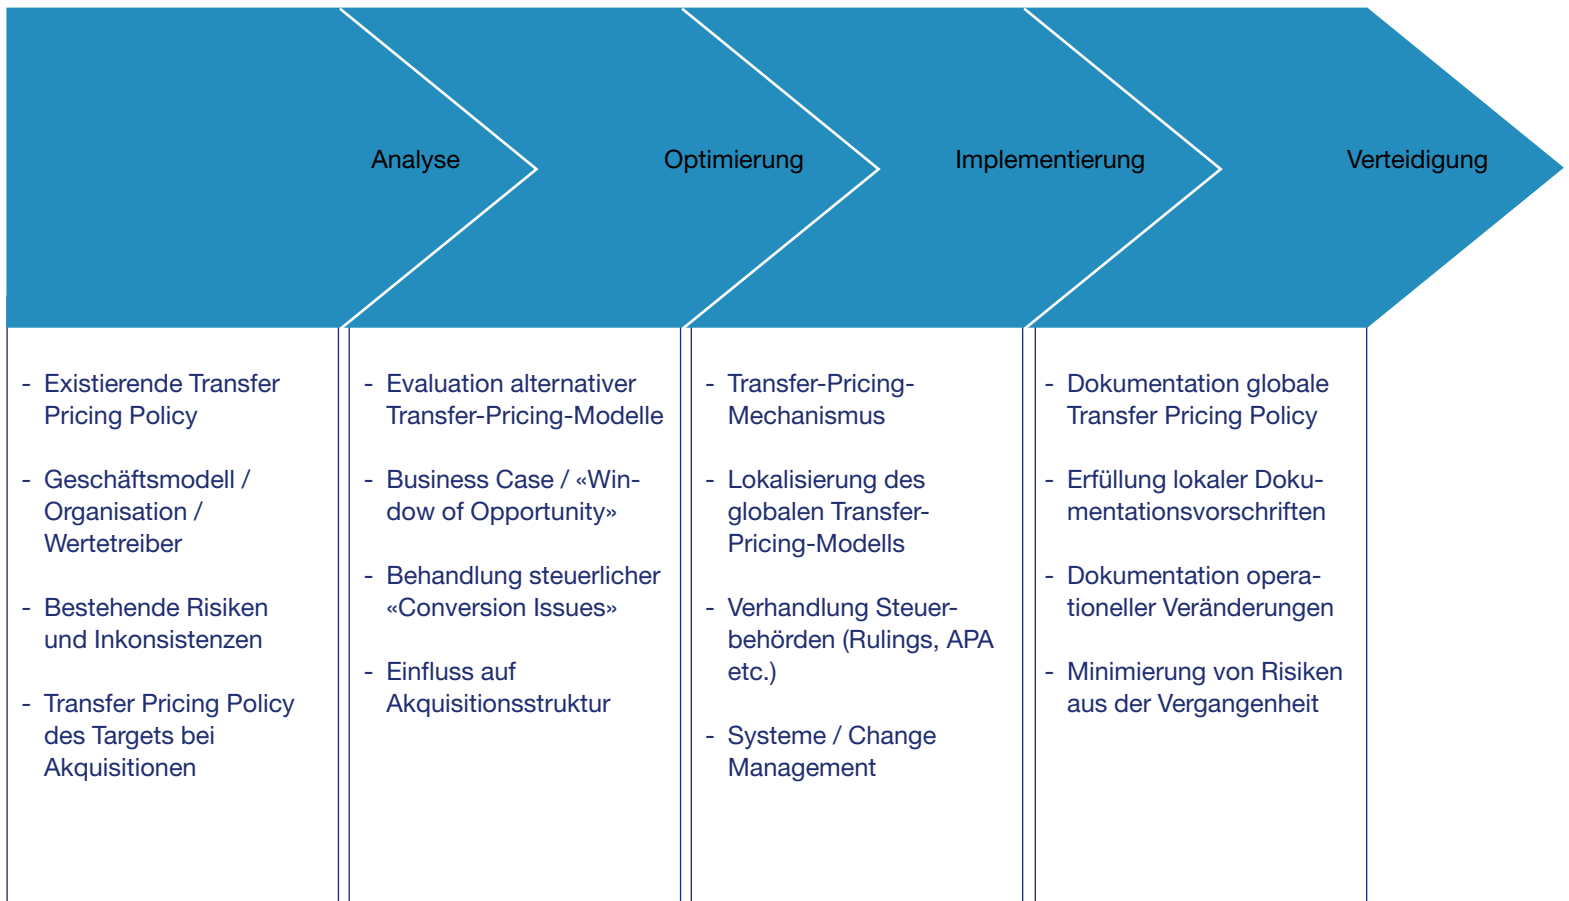 Analyse
Optimierung
Implementierung
Verteidigung
- Existierende Transfer
Pricing Policy
- Geschäftsmodell /
Organisation /
Wertetreiber
- Bestehende Risiken
und Inkonsistenzen
- Transfer Pricing Policy
des Targets bei
Akquisitionen
- Evaluation alternativer
Transfer-Pricing-Modelle
- Business Case / «Win-
dow of Opportunity»
- Behandlung steuerlicher
«Conversion Issues»
- Einfluss auf
Akquisitionsstruktur
- Transfer-Pricing-
Mechanismus
- Lokalisierung des
globalen Transfer-
Pricing-Modells
- Verhandlung Steuer-
behörden (Rulings, APA
etc.)
- Systeme / Change
Management
- Dokumentation globale
Transfer Pricing Policy
- Erfüllung lokaler Doku-
mentationsvorschriften
- Dokumentation opera-
tioneller Veränderungen
- Minimierung von Risiken
aus der Vergangenheit